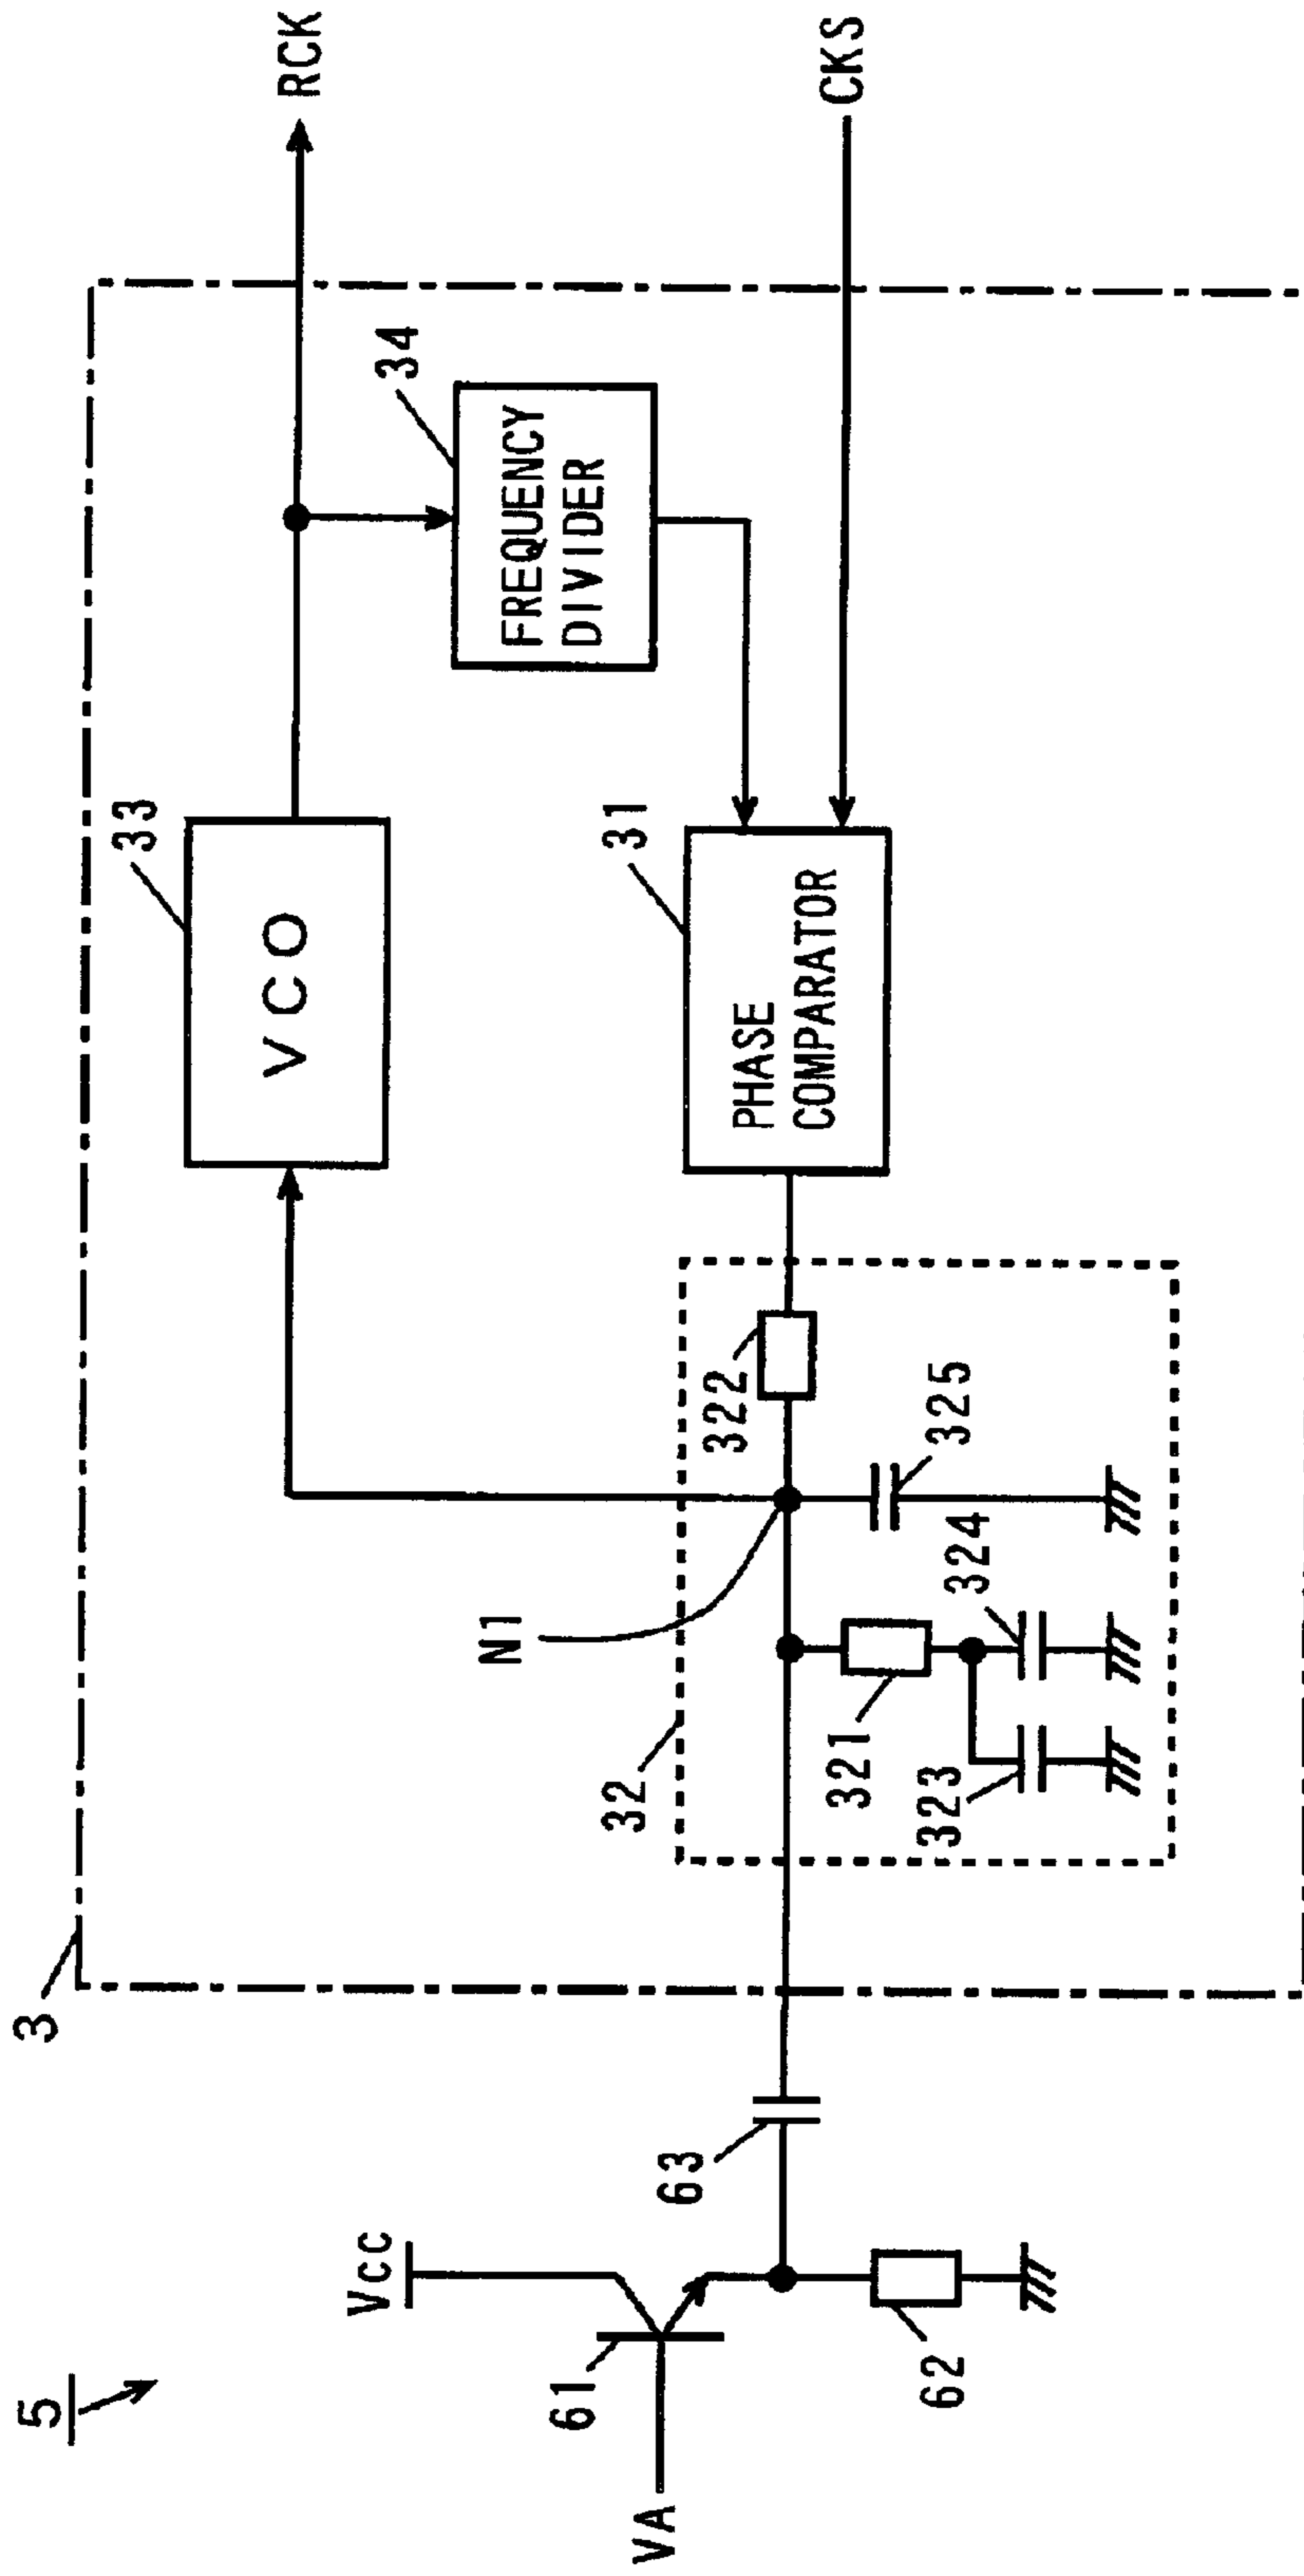 5
3
VCC
VA
61
62
63
32
N1
321
322
323
324
325
33
VCO
31
PHASE
COMPARATOR
34
FREQUENCY
DIVIDER
RCK
CKS